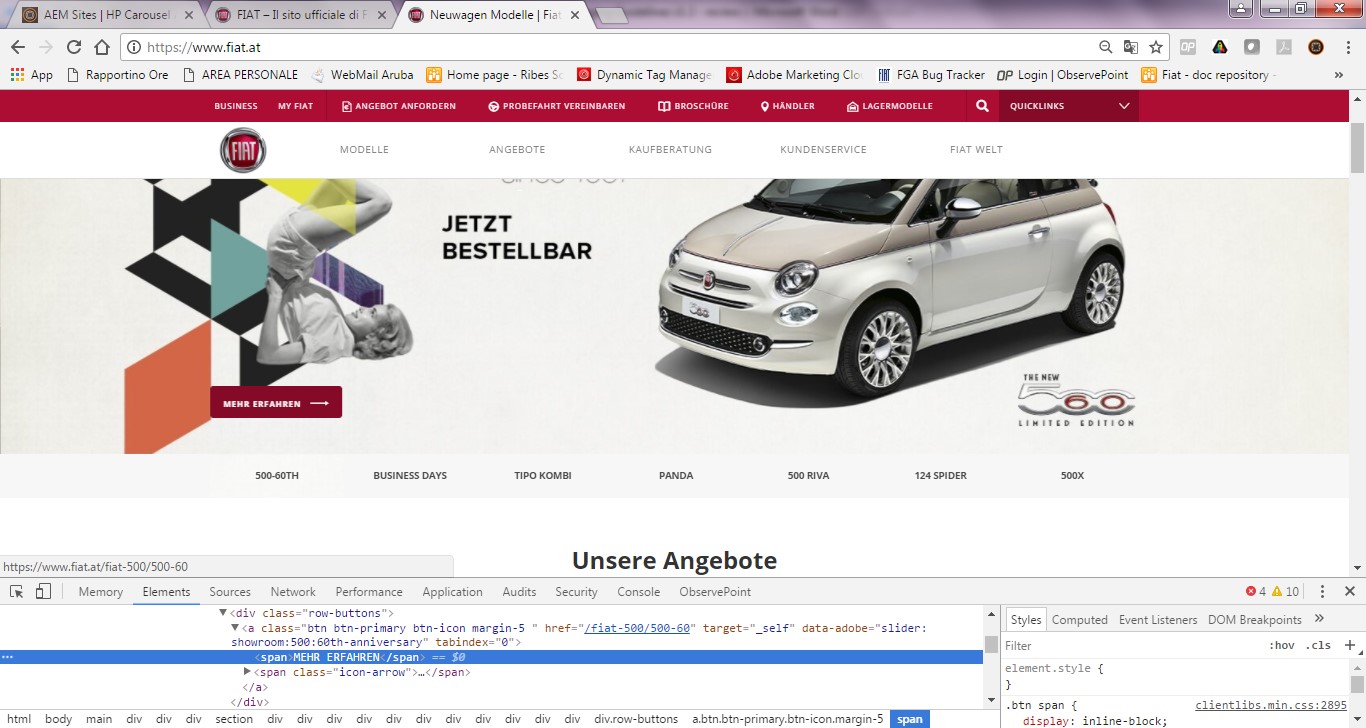 AEM Sites | HP Carousel FIAT – Il sito ufficiale di F Neuwagen Modelle | Fiat
https://www.fiat.at
App Rapportino Ore AREA PERSONALE WebMail Aruba Home page - Ribes So Dynamic Tag Manage Adobe Marketing Clo FIAT FGA Bug Tracker OP Login | ObservePoint Fiat - doc repository - »
BUSINESS MY FIAT ANGEBOT ANFORDERN PROBEFAHRT VEREINBAREN BROSCHÜRE HÄNDLER LAGERMODELLE QUICKLINKS
FIAT MODELLE ANGEBOTE KAUFBERATUNG KUNDENSERVICE FIAT WELT
JETZT
BESTELLBAR
THE NEW
560
LIMITED EDITION
MEHR ERFAHREN
500-60TH BUSINESS DAYS TIPO KOMBI PANDA 500 RIVA 124 SPIDER 500X
Unsere Angebote
https://www.fiat.at/fiat-500/500-60
Memory Elements Sources Network Performance Application Audits Security Console ObservePoint 4 10
<div class="row-buttons">
<a class="btn btn-primary btn-icon margin-5 " href="/fiat-500/500-60" target="_self" data-adobe="slider:
showroom:500:60th-anniversary" tabindex="0">
<span>MEHR ERFAHREN</span> == $0
<span class="icon-arrow">…</span>
</a>
</div>
html body main div div div section div div div div div div div div div div div div.row-buttons a.btn.btn-primary.btn-icon.margin-5 span
Styles Computed Event Listeners DOM Breakpoints »
Filter :hov .cls +
element.style {
}
.btn span { clientlibs.min.css:2895
display: inline-block;